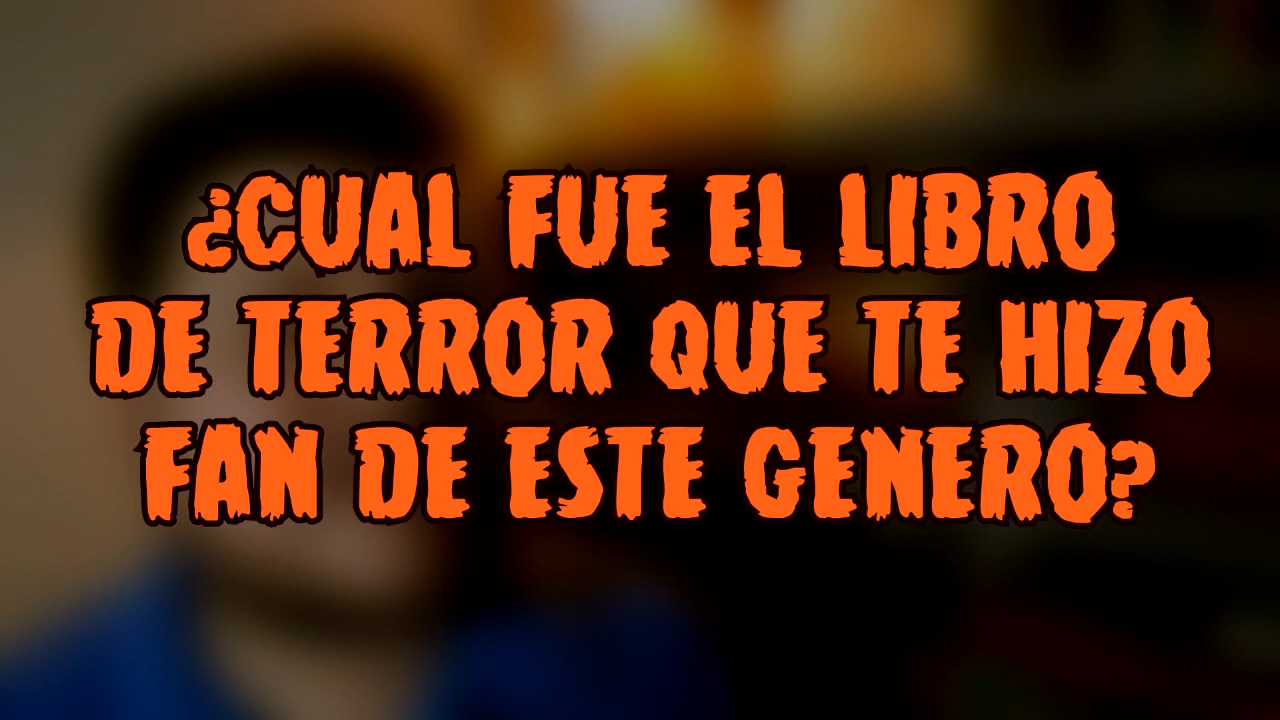 ¿CUAL FUE EL LIBRO
DE TERROR QUE TE HIZO
FAN DE ESTE GENERO?